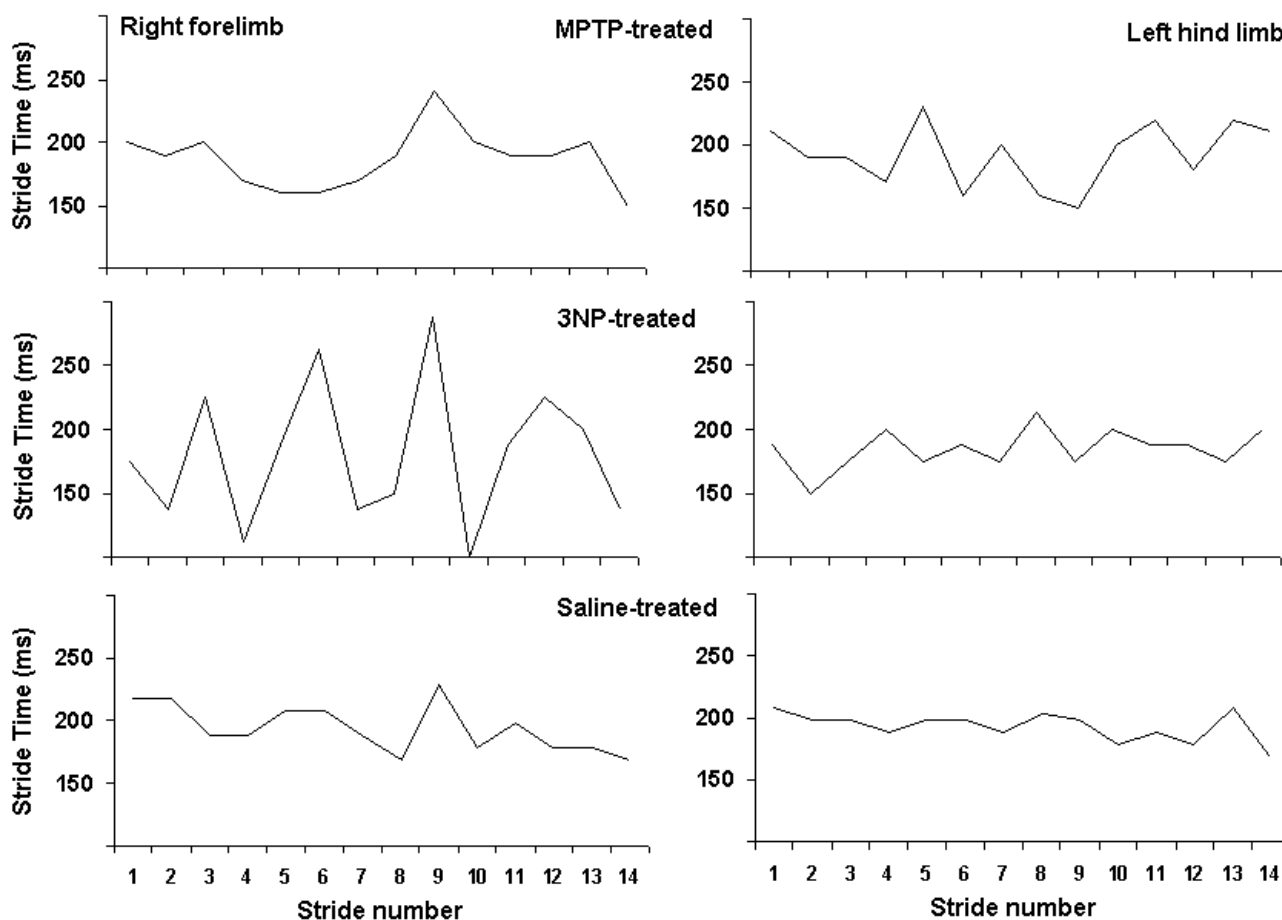 Right forelimb
MPTP-treated
Left hind limb
Stride Time (ms)
250
200
150
250
200
150
3NP-treated
Stride Time (ms)
250
200
150
250
200
150
Saline-treated
Stride Time (ms)
250
200
150
250
200
150
1 2 3 4 5 6 7 8 9 10 11 12 13 14
1 2 3 4 5 6 7 8 9 10 11 12 13 14
Stride number
Stride number